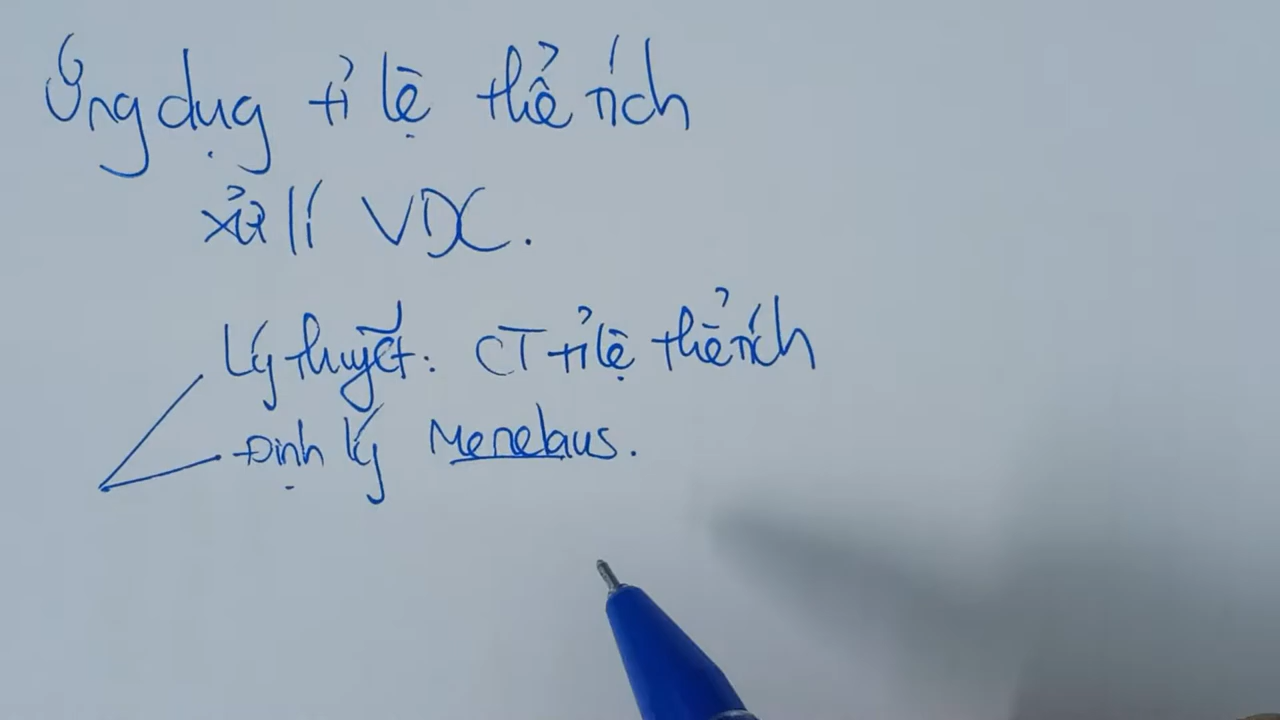 Ứng dụng tỉ lệ thể tích
xử lí VDC.
Lý thuyết: CT tỉ lệ thể tích
Định lý Menelaus.